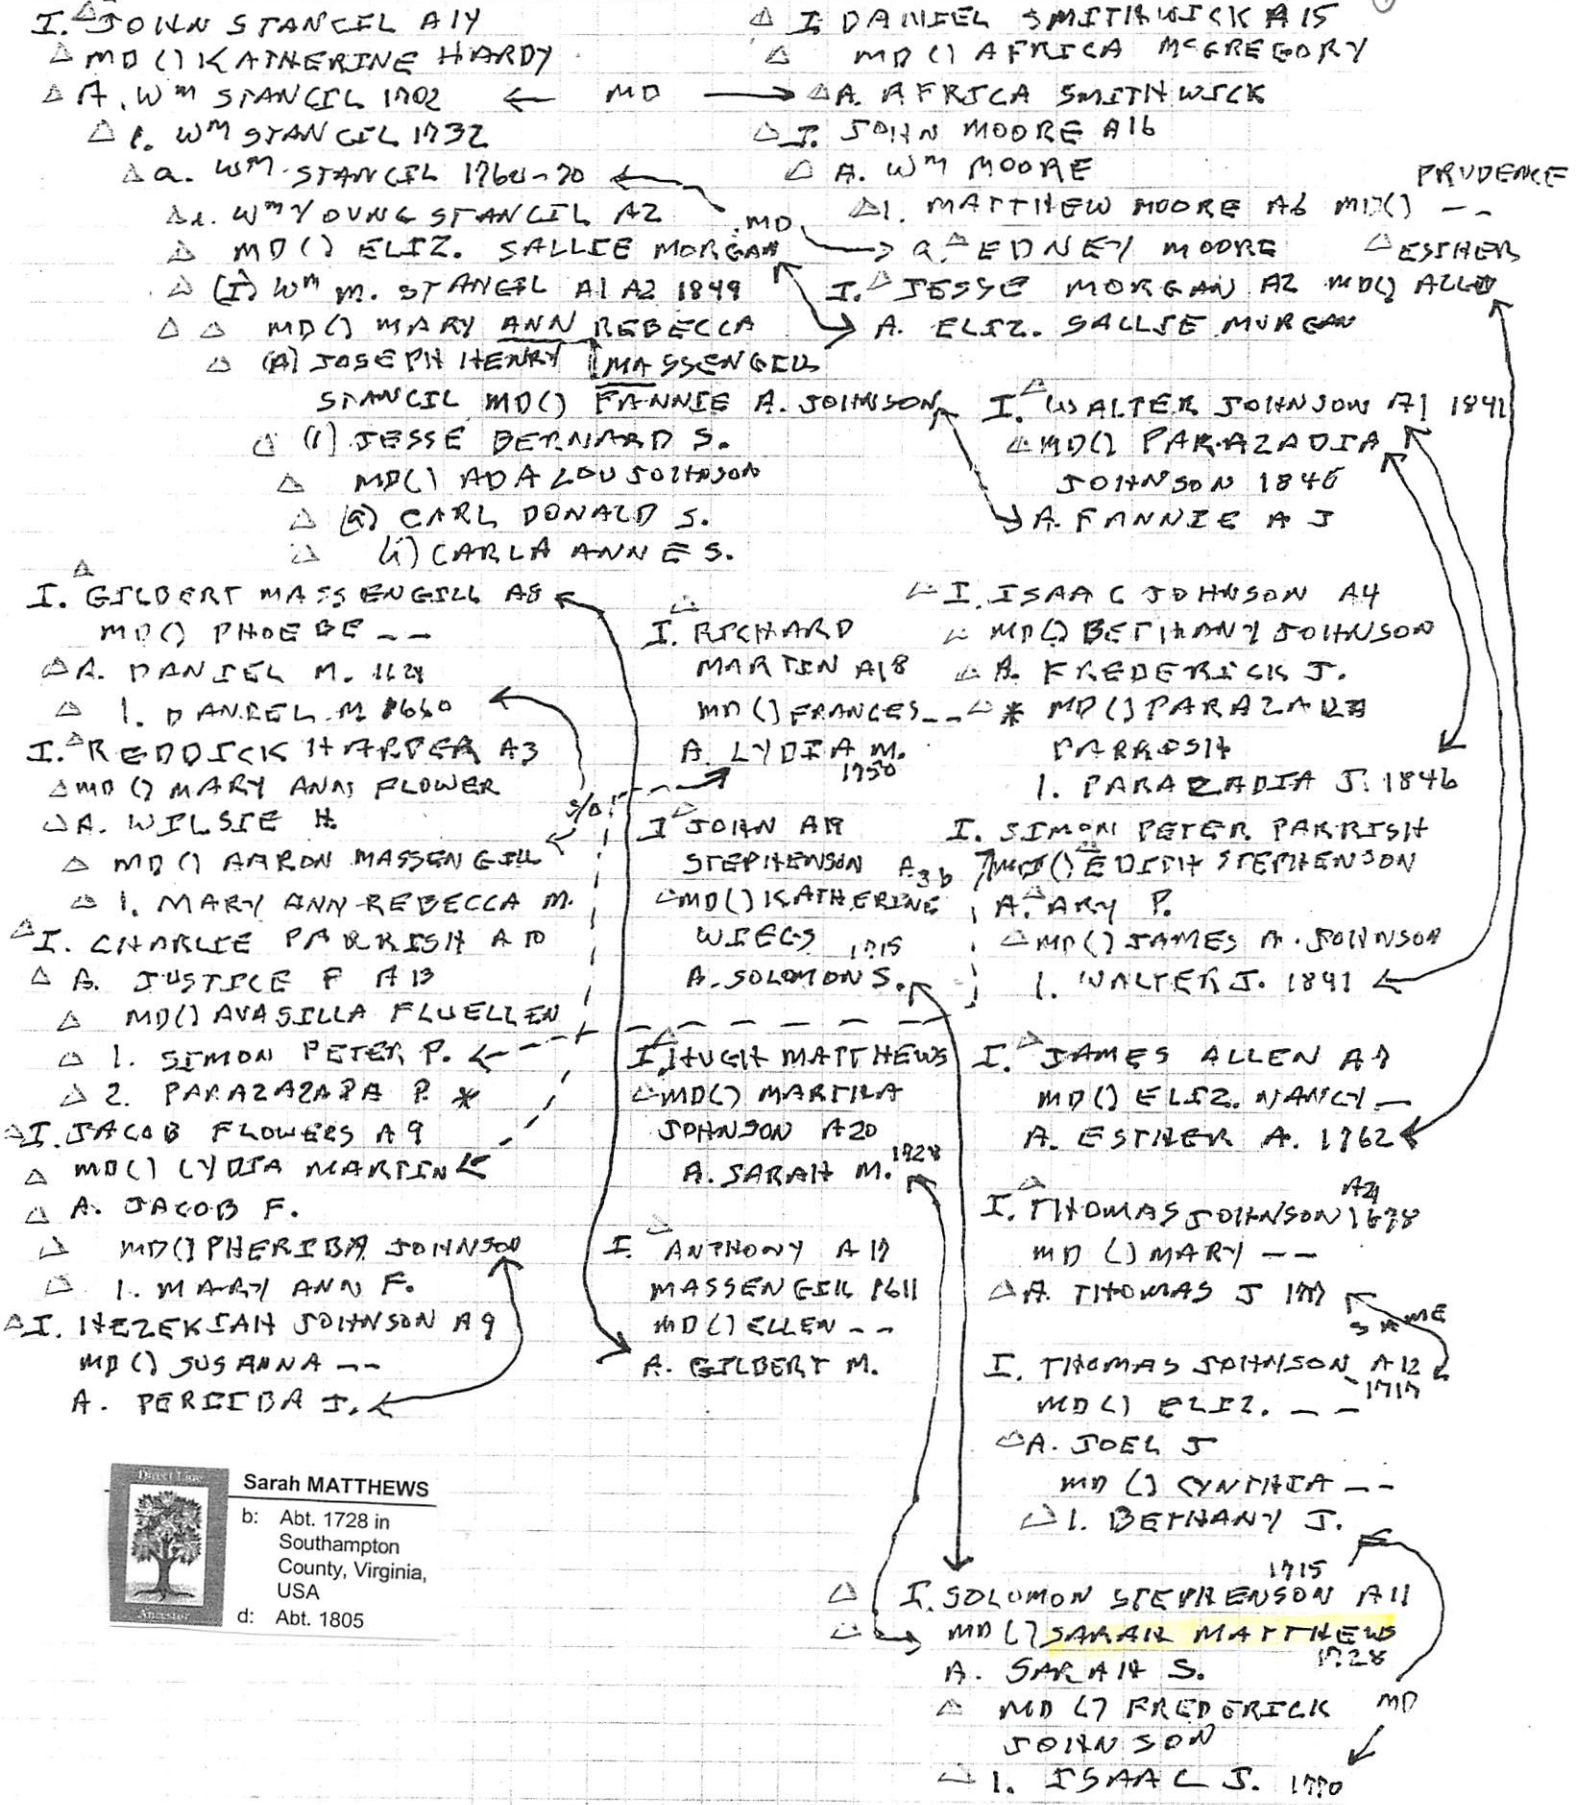 I. JOHN STANCIL A14
MD () KATHERINE HARDY
A. Wm STANCIL 1702 ← MD →
1. Wm STANCIL 1732
a. Wm. STANCIL 1760-70
i. Wm YOUNG STANCIL A2
MD () ELIZ. SALLIE MORGAN
(I) Wm M. STANCIL A1 A2 1849
MD () MARY ANN REBECCA
MASSENGILL
(A) JOSEPH HENRY
STANCIL MD () FANNIE A. JOHNSON
(1) JESSE BERNARD S.
MD () ADA LOU JOHNSON
(a) CARL DONALD S.
(i) CARLA ANNE S.
I. DANIEL SMITHWICK A15
MD () AFRICA McGREGORY
A. AFRICA SMITHWICK
I. JOHN MOORE A16
A. Wm MOORE
PRUDENCE
1. MATTHEW MOORE A6 MD () --
MD
a. EDNEY MOORE
ESTHER
I. JESSE MORGAN A2 MD () ALLEN
A. ELIZ. SALLIE MORGAN
I. WALTER JOHNSON A1 1841
MD () PARAZADIA
JOHNSON 1846
A. FANNIE A J
I. GILBERT MASSENGILL A8
MD () PHOEBE --
A. DANIEL M.
1. DANIEL M
I. REDDICK HARPER A3
MD () MARY ANN FLOWER
A. WILSIE H.
MD () AARON MASSENGILL
1. MARY ANN REBECCA M.
S/O
I. CHARLIE PARRISH A10
A. JUSTICE P A13
MD () AVASILLA FLUELLEN
1. SIMON PETER P.
2. PARAZAZADA P. *
I. JACOB FLOWERS A9
MD () LYDIA MARTIN
A. JACOB F.
MD () PHERIBA JOHNSON
1. MARY ANN F.
I. HEZEKIAH JOHNSON A9
MD () SUSANNA --
A. PERIIBA J.
I. RICHARD
MARTIN A18
MD () FRANCES --
A. LYDIA M.
1750
I JOHN A19
STEPHENSON
MD () KATHERINE
WIEGS
1715
A. SOLOMON S.
I. HUGH MATTHEWS
MD () MARTHA
JOHNSON A20
1728
A. SARAH M.
I. ANTHONY A17
MASSENGILL 1611
MD () ELLEN --
A. GILBERT M.
I. ISAAC JOHNSON A4
MD () BETHANY JOHNSON
A. FREDERICK J.
* MD () PARAZADA
PARRISH
1. PARAZADIA J. 1846
I. SIMON PETER PARRISH
A3b MD () EDITH STEPHENSON
A. ARY P.
MD () JAMES A. JOHNSON
1. WALTER J. 1841
I. JAMES ALLEN A7
MD () ELIZ. NANCY --
A. ESTHER A. 1762
A21
I. THOMAS JOHNSON 1678
MD () MARY --
A. THOMAS J 1717
SAME
I. THOMAS JOHNSON A12
1717
MD () ELIZ. --
A. JOEL J
MD () CYNTHIA --
1. BETHANY J.
1715
I. SOLOMON STEPHENSON A11
MD () SARAH MATTHEWS
1728
A. SARAH S.
MD () FREDERICK
JOHNSON
MD
1. ISAAC J. 1770
Direct Line
Ancestor
Sarah MATTHEWS
b: Abt. 1728 in
Southampton
County, Virginia,
USA
d: Abt. 1805